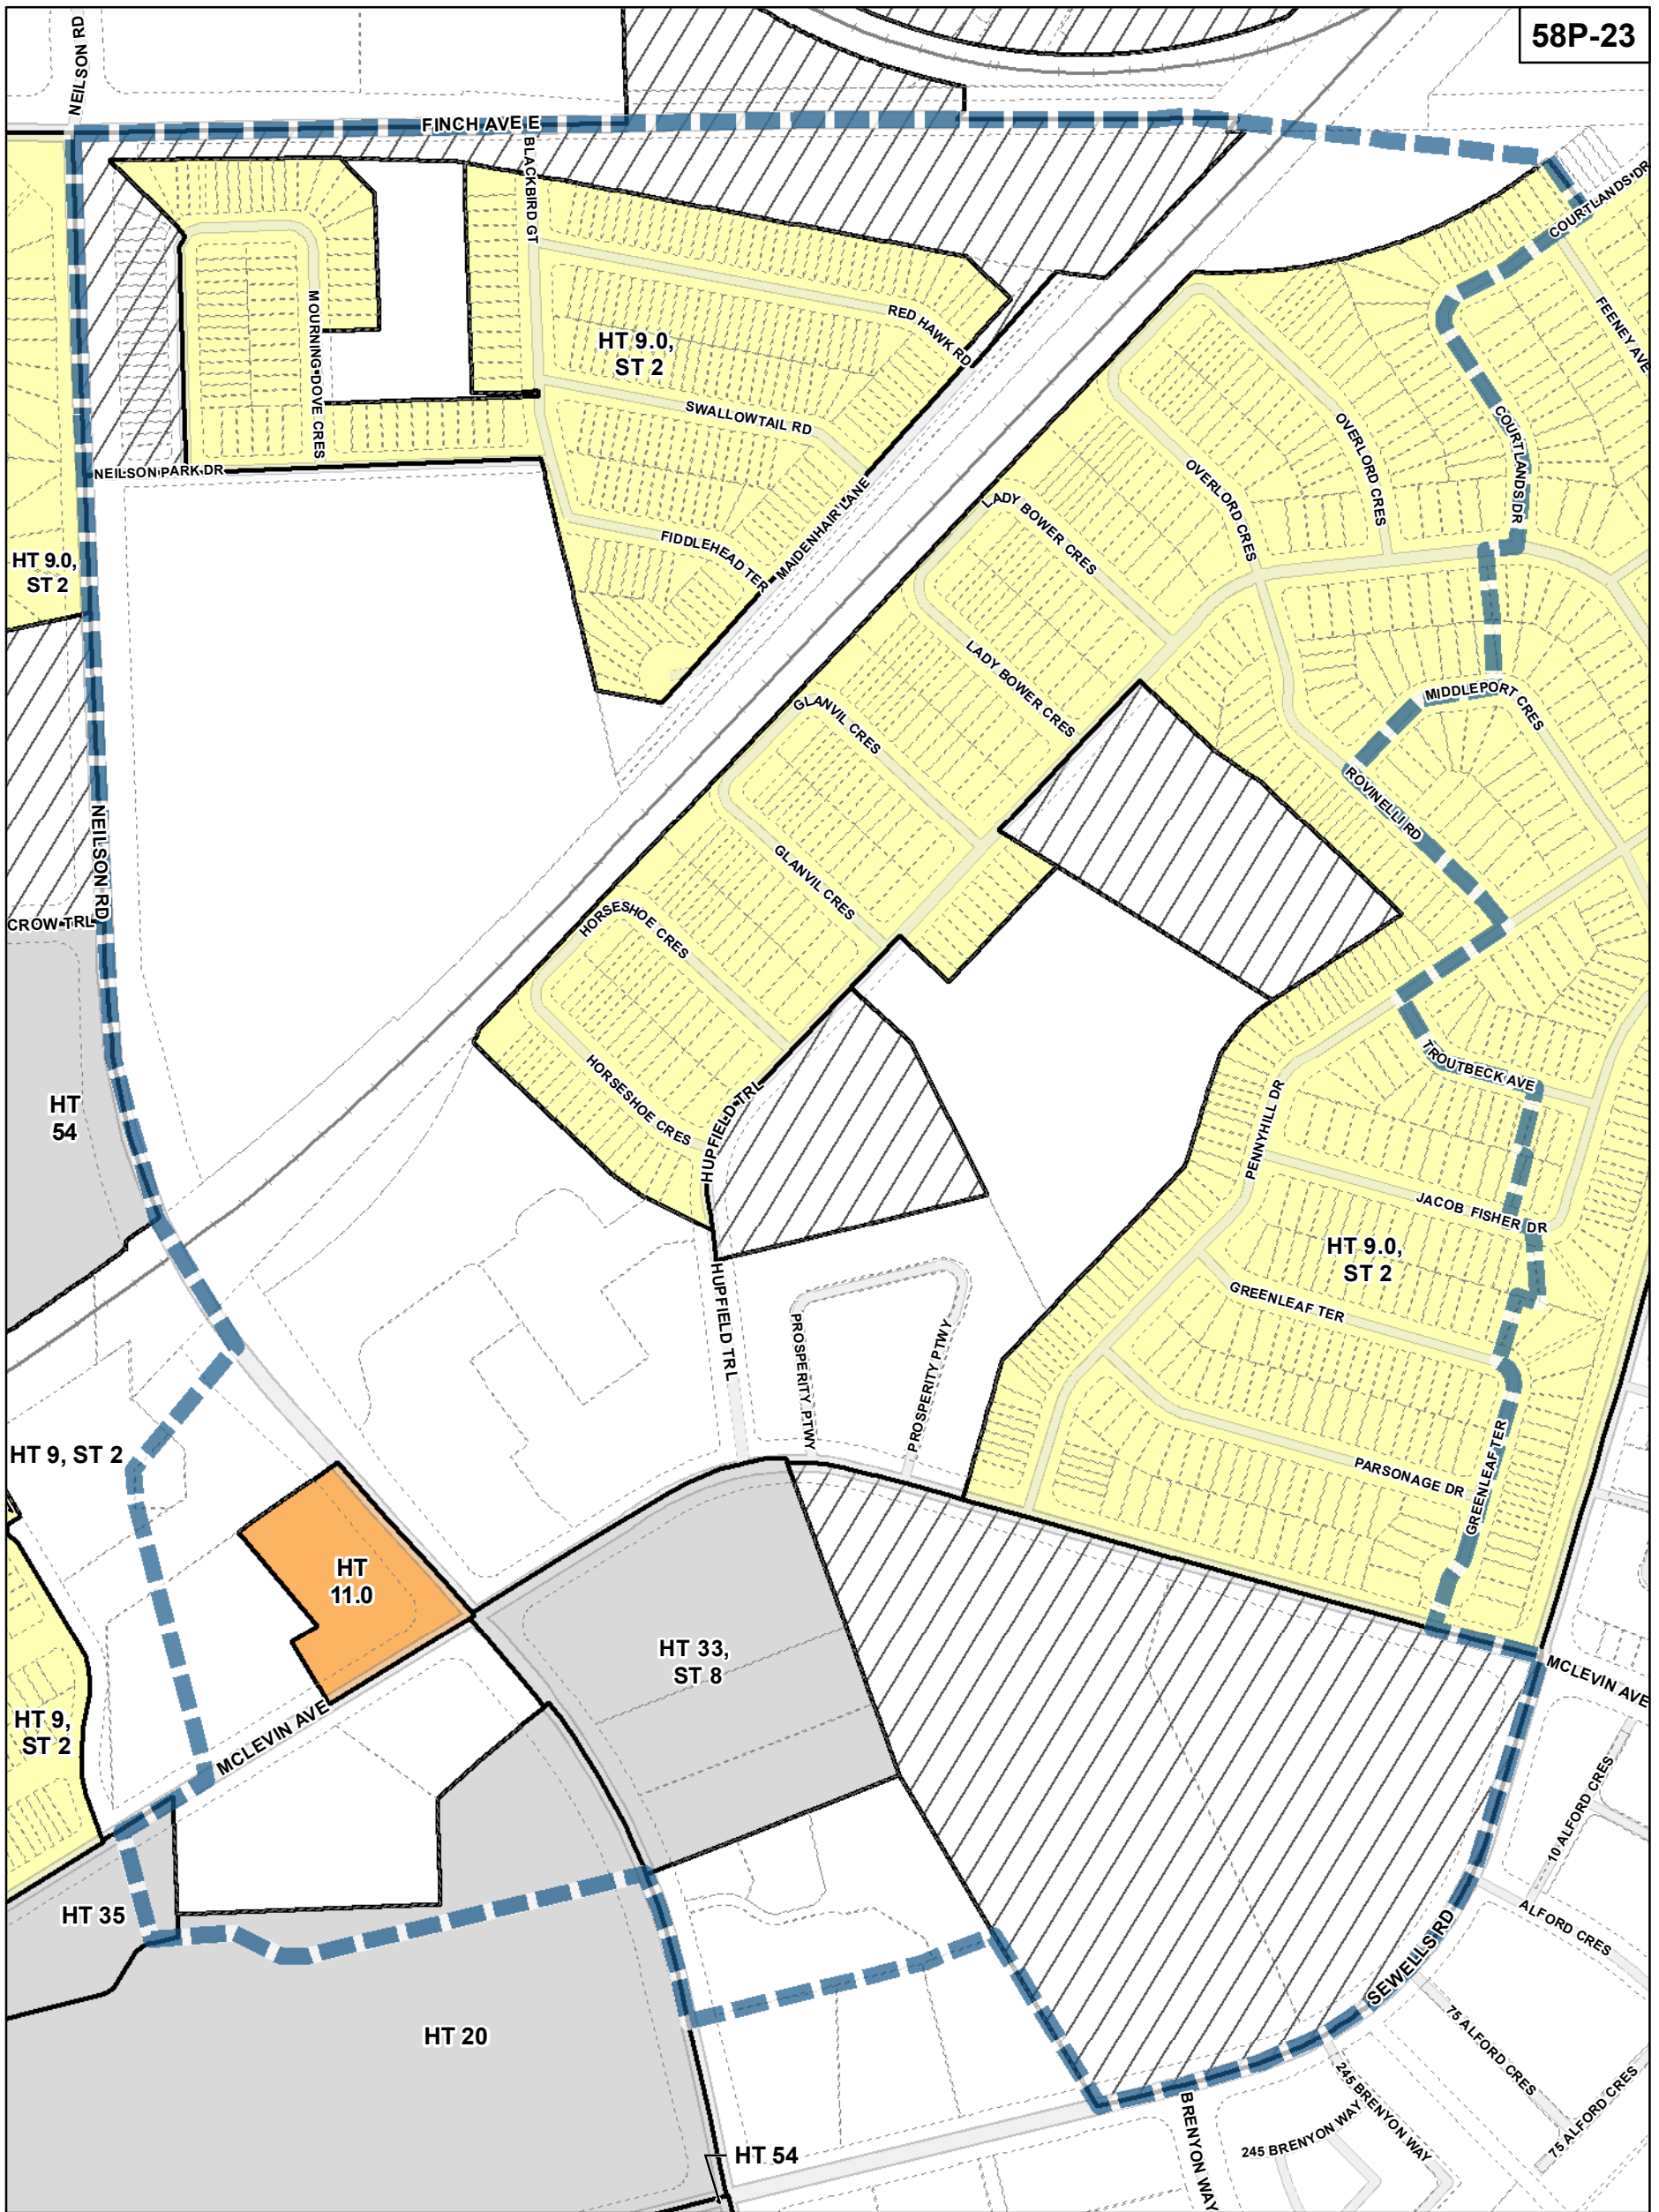 58P-23
NEILSON RD
FINCH AVE E
BLACKBIRD GT
COURTLANDS DR
FEENEY AVE
MOURNING DOVE CRES
HT 9.0,
ST 2
RED HAWK RD
SWALLOWTAIL RD
OVERLORD CRES
COURTLANDS DR
NEILSON PARK DR
OVERLORD CRES
LADY BOWER CRES
MAIDENHAIR LANE
FIDDLEHEAD TER
HT 9.0,
ST 2
LADY BOWER CRES
MIDDLEPORT CRES
GLANVIL CRES
ROVINELLI RD
NEILSON RD
GLANVIL CRES
CROW TRL
HORSESHOE CRES
TROUTBECK AVE
HT
54
HORSESHOE CRES
HUPFIELD TRL
PENNYHILL DR
JACOB FISHER DR
HT 9.0,
ST 2
GREENLEAF TER
HUPFIELD TRL
PROSPERITY PTWY
PROSPERITY PTWY
HT 9, ST 2
PARSONAGE DR
GREENLEAF TER
HT
11.0
HT 33,
ST 8
MCLEVIN AVE
HT 9,
ST 2
MCLEVIN AVE
10 ALFORD CRES
HT 35
ALFORD CRES
SEWELLS RD
HT 20
75 ALFORD CRES
245 BRENYON WAY
75 ALFORD CRES
245 BRENYON WAY
BRENYON WAY
HT 54